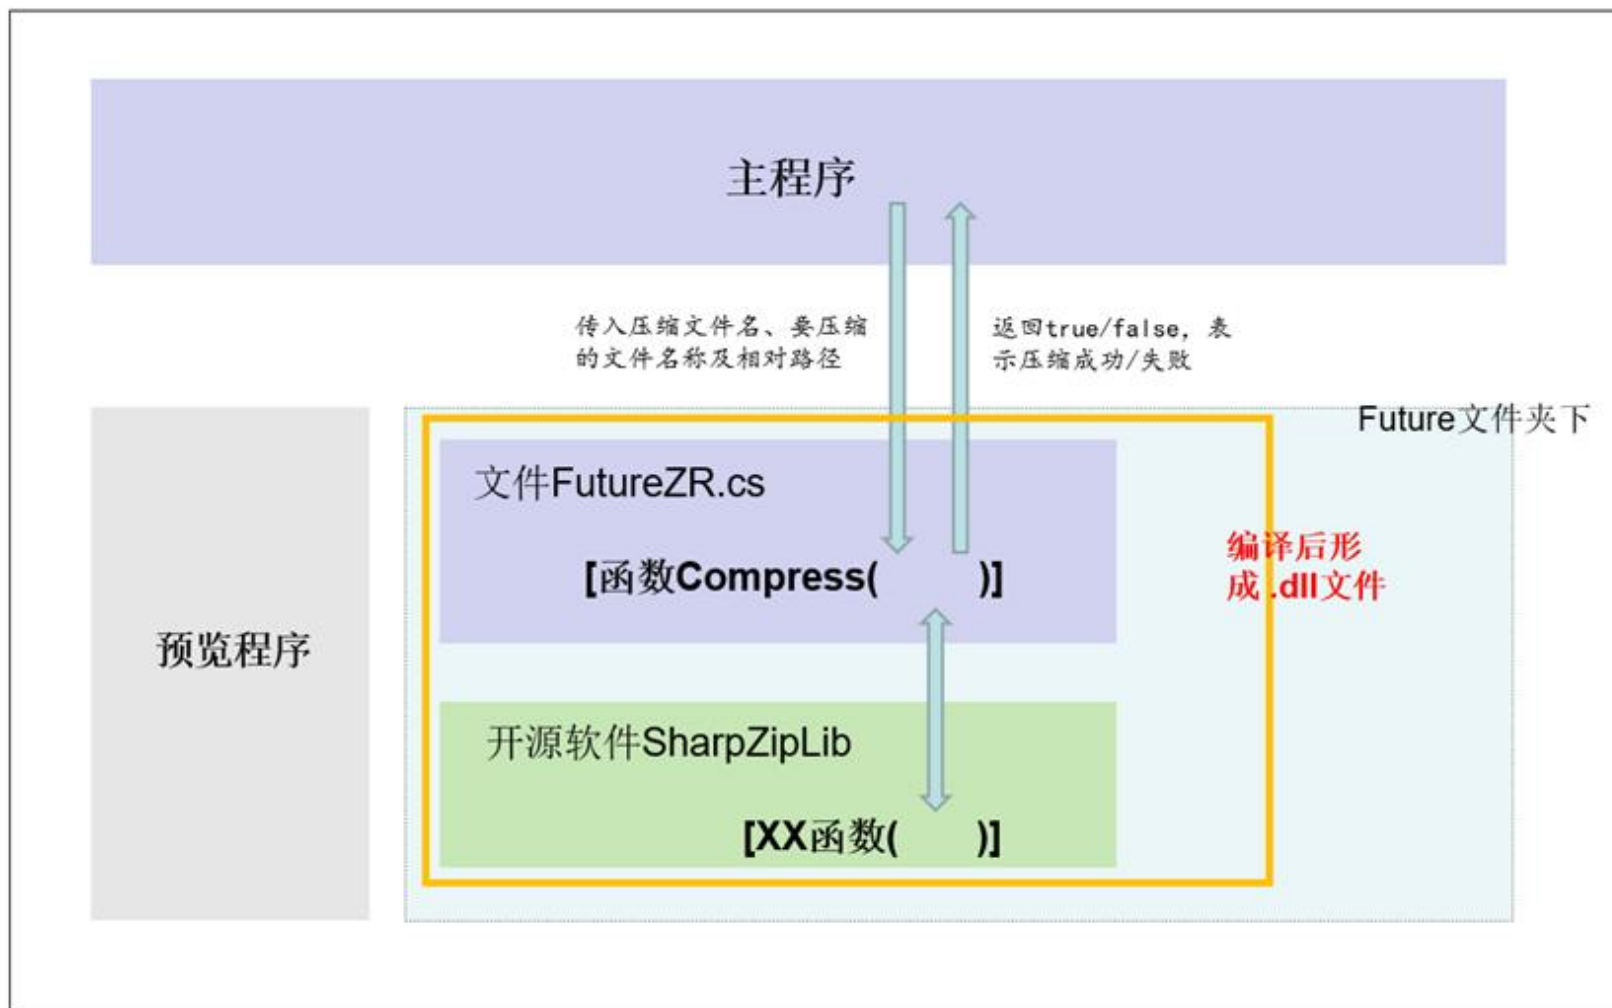 主程序
传入压缩文件名、要压缩
的文件名称及相对路径
返回true/false，表
示压缩成功/失败
Future文件夹下
文件FutureZR.cs
[函数Compress( )]
编译后形
成 .dll文件
预览程序
开源软件SharpZipLib
[XX函数( )]